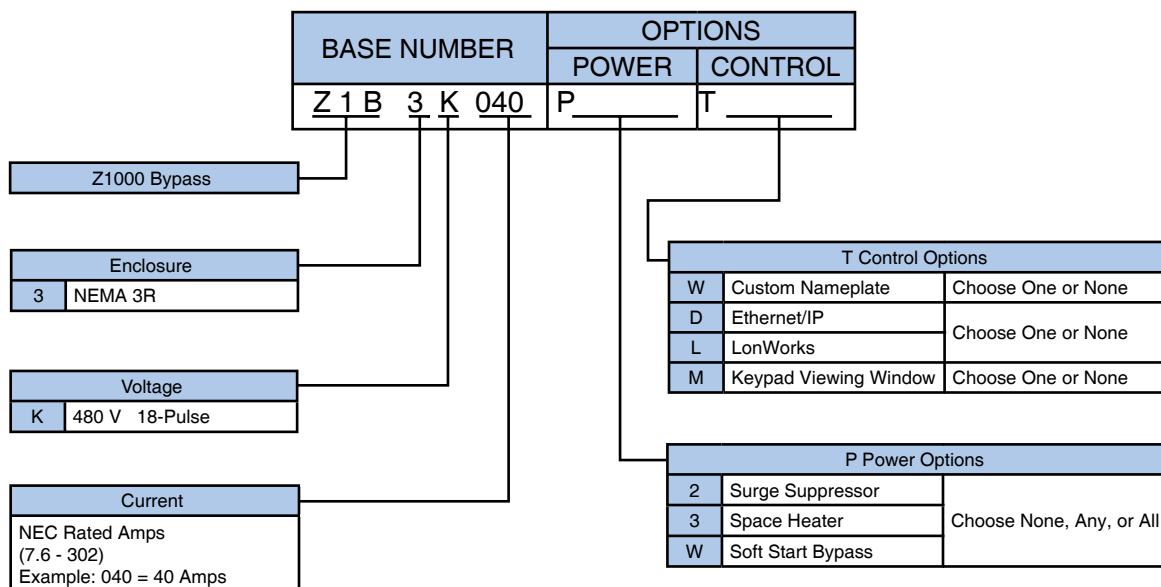 BASE NUMBER
OPTIONS
POWER CONTROL
Z 1 B 3 K 040 P T
Z1000 Bypass
Enclosure
3 NEMA 3R
Voltage
K 480 V 18-Pulse
Current
NEC Rated Amps
(7.6 - 302)
Example: 040 = 40 Amps
T Control Options
W Custom Nameplate Choose One or None
D Ethernet/IP Choose One or None
L LonWorks
M Keypad Viewing Window Choose One or None
P Power Options
2 Surge Suppressor
3 Space Heater Choose None, Any, or All
W Soft Start Bypass